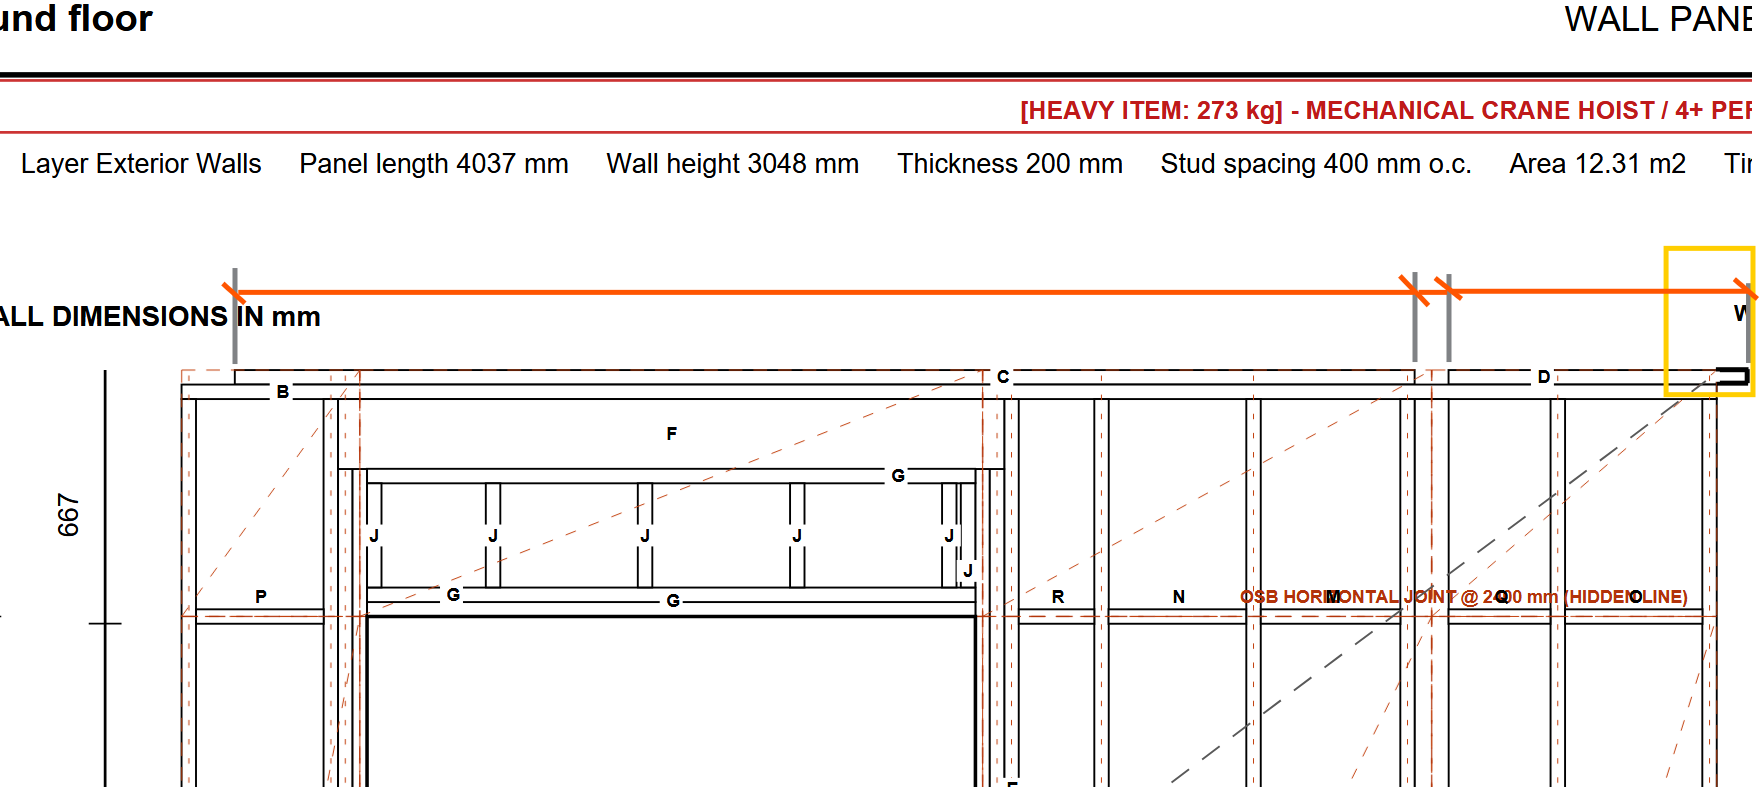 und floor
WALL PANE
[HEAVY ITEM: 273 kg] - MECHANICAL CRANE HOIST / 4+ PER
Layer Exterior Walls Panel length 4037 mm Wall height 3048 mm Thickness 200 mm Stud spacing 400 mm o.c. Area 12.31 m2 Tir
ALL DIMENSIONS IN mm
W
C
D
B
F
G
667
J J J J J
J
P
G
G
R
N
OSB HORIZONTAL JOINT @ 2400 mm (HIDDEN LINE)
M
Q
O